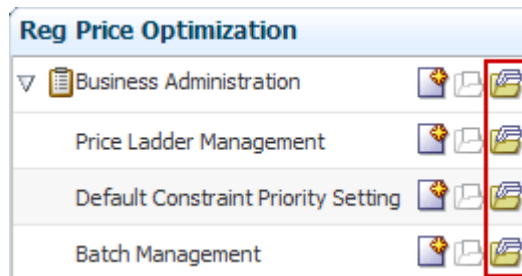 Reg Price Optimization
Business Administration
Price Ladder Management
Default Constraint Priority Setting
Batch Management